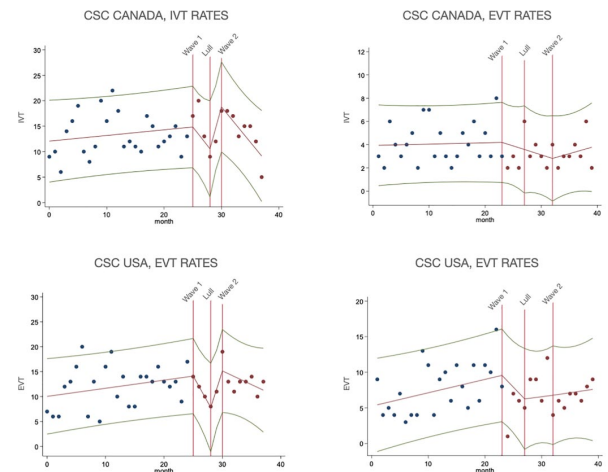 CSC CANADA, IVT RATES
Wave 1
Lull
Wave 2
30
25
20
15
10
5
0
IVT
0 10 20 30 40
month
CSC CANADA, EVT RATES
Wave 1
Lull
Wave 2
12
10
8
6
4
2
0
IVT
0 10 20 30 40
month
CSC USA, EVT RATES
Wave 1
Lull
Wave 2
30
25
20
15
10
5
0
EVT
0 10 20 30 40
month
CSC USA, EVT RATES
Wave 1
Lull
Wave 2
20
15
10
5
0
EVT
0 10 20 30 40
month